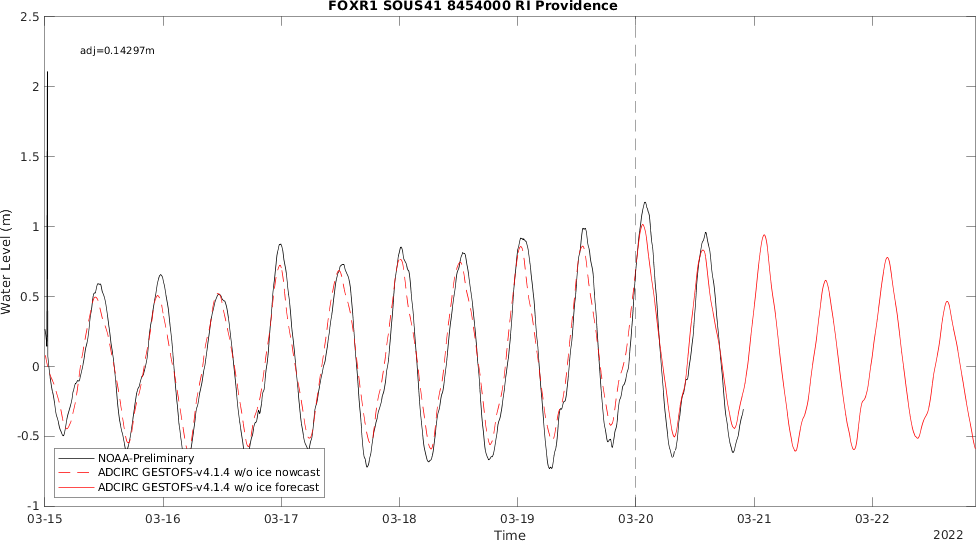 FOXR1 SOUS41 8454000 RI Providence
adj=0.14297m
2.5
2
1.5
1
0.5
0
-0.5
-1
Water Level (m)
NOAA-Preliminary
ADCIRC GESTOFS-v4.1.4 w/o ice nowcast
ADCIRC GESTOFS-v4.1.4 w/o ice forecast
03-15 03-16 03-17 03-18 03-19 03-20 03-21 03-22
Time
2022